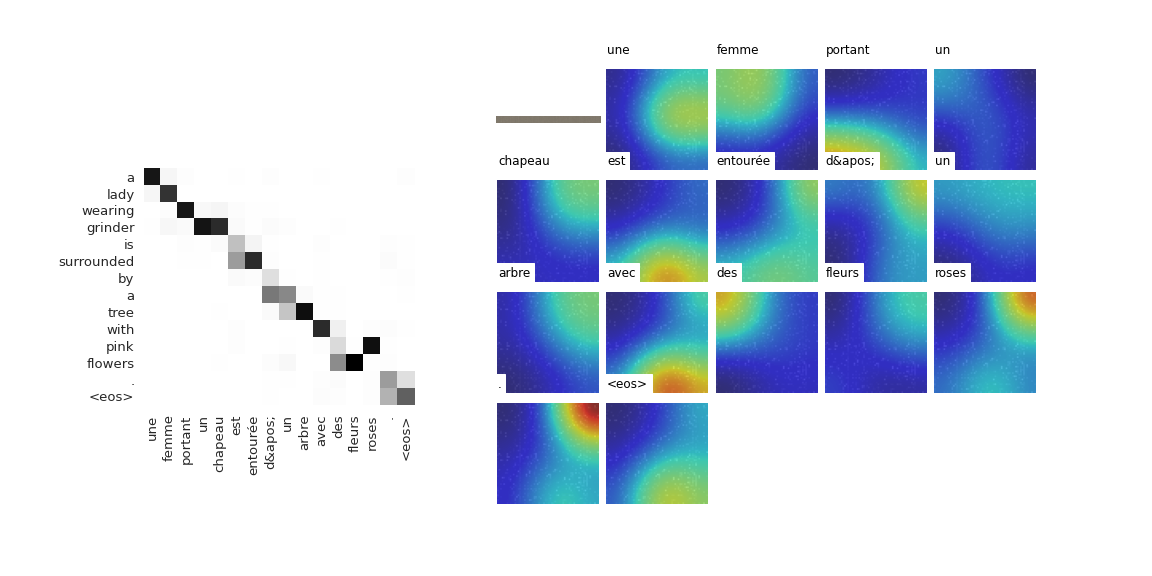 a
lady
wearing
grinder
is
surrounded
by
a
tree
with
pink
flowers
.
<eos>
une
femme
portant
un
chapeau
est
entourée
d&apos;
un
arbre
avec
des
fleurs
roses
.
<eos>
une femme portant un
chapeau est entourée d&apos; un
arbre avec des fleurs roses
. <eos>